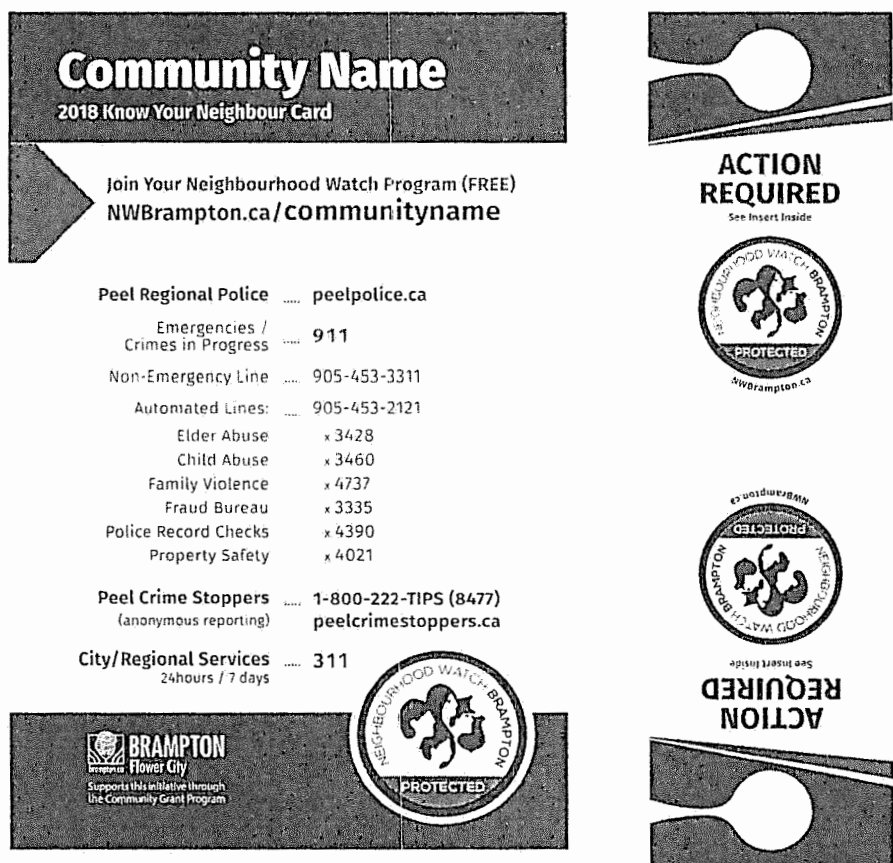 Community Name
2018 Know Your Neighbour Card
Join Your Neighbourhood Watch Program (FREE)
NWBrampton.ca/communityname
Peel Regional Police ..... peelpolice.ca
Emergencies /
Crimes in Progress ..... 911
Non-Emergency Line ..... 905-453-3311
Automated Lines: ..... 905-453-2121
Elder Abuse x 3428
Child Abuse x 3460
Family Violence x 4737
Fraud Bureau x 3335
Police Record Checks x 4390
Property Safety x 4021
Peel Crime Stoppers ..... 1-800-222-TIPS (8477)
(anonymous reporting) peelcrimestoppers.ca
City/Regional Services ..... 311
24hours / 7 days
NEIGHBOURHOOD WATCH BRAMPTON
PROTECTED
brampton.ca
BRAMPTON
Flower City
Supports this initiative through
the Community Grant Program
ACTION
REQUIRED
See Insert Inside
NEIGHBOURHOOD WATCH BRAMPTON
PROTECTED
NWBrampton.ca
NWBrampton.ca
PROTECTED
NEIGHBOURHOOD WATCH BRAMPTON
See Insert Inside
REQUIRED
ACTION